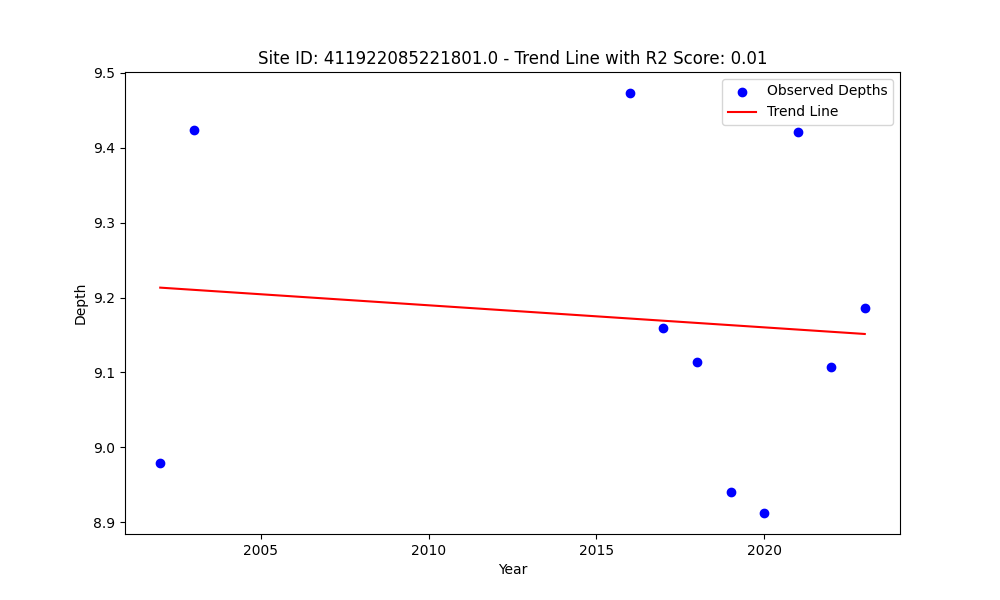 Site ID: 411922085221801.0 - Trend Line with R2 Score: 0.01
Observed Depths
Trend Line
9.5
9.4
9.3
9.2
9.1
9.0
8.9
Depth
2005
2010
2015
2020
Year